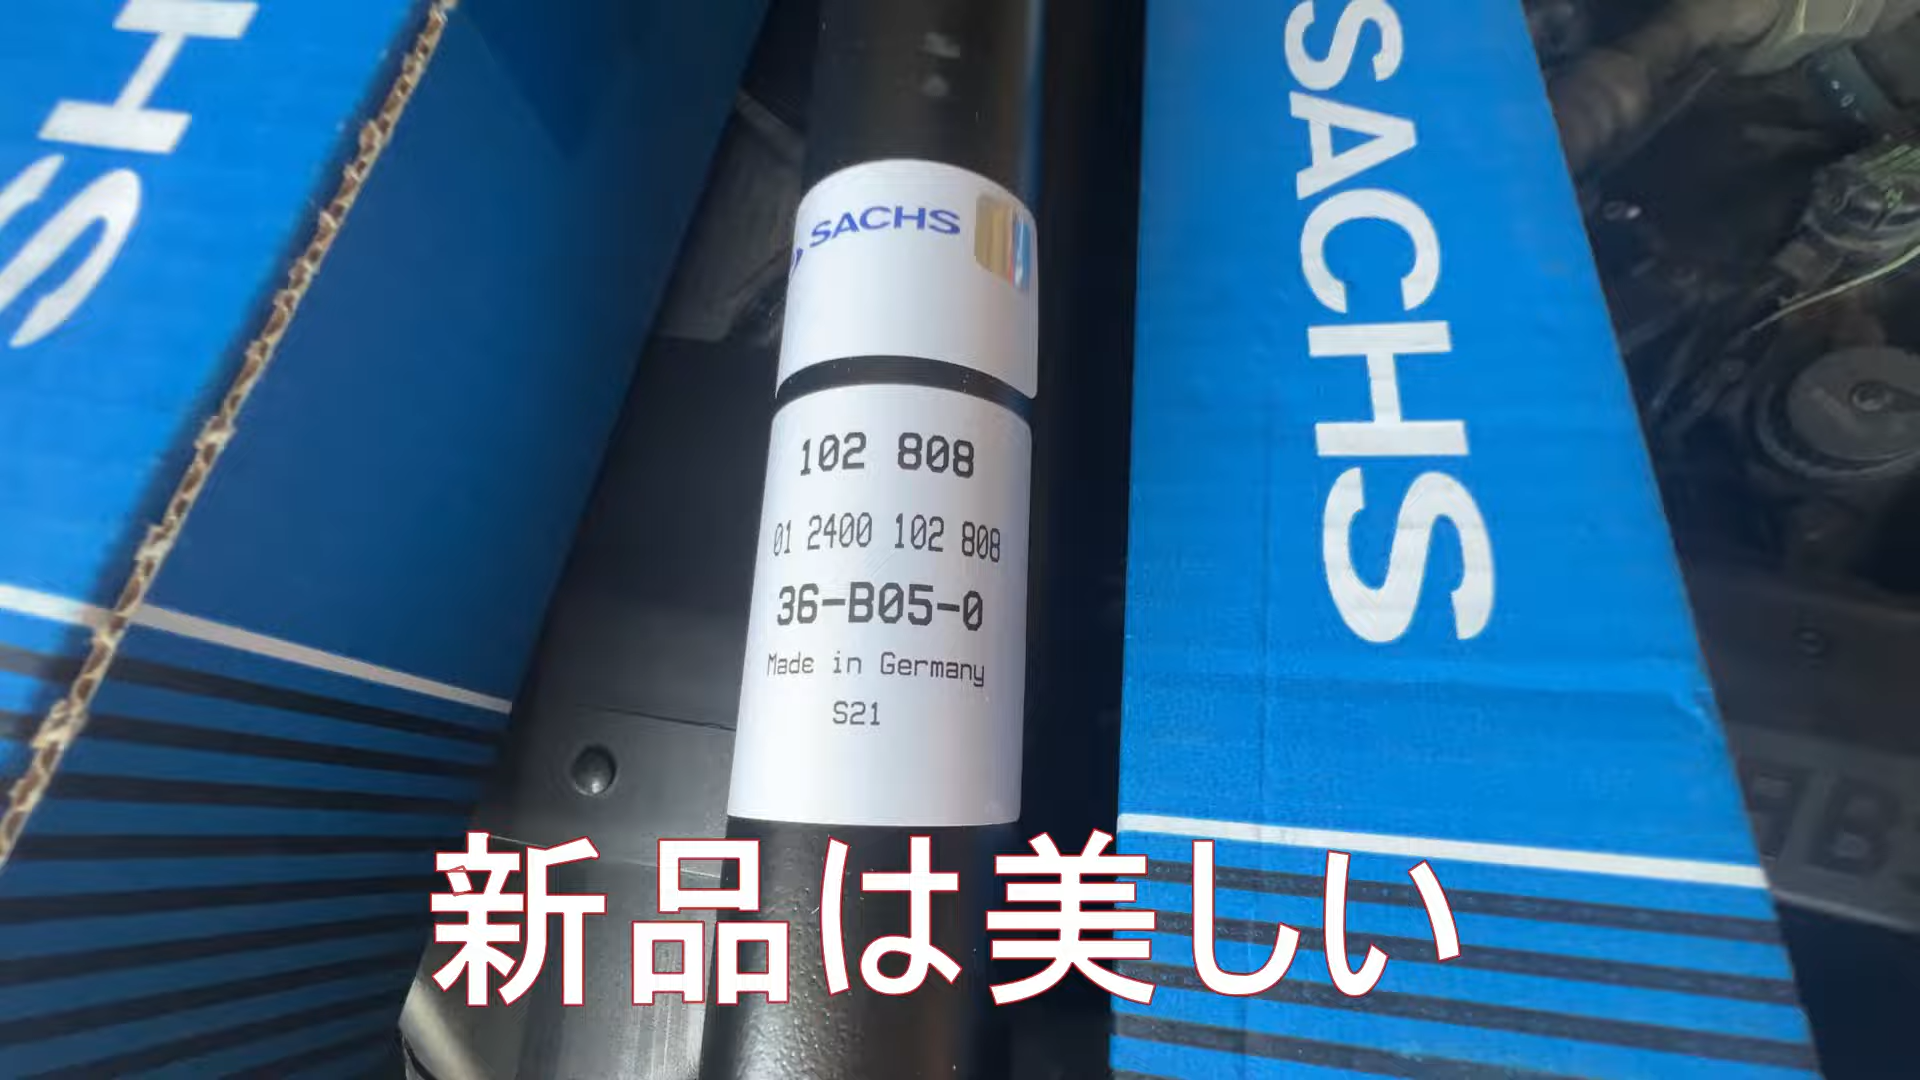 SACHS
SACHS
102 808
01 2400 102 808
36-B05-0
Made in Germany
S21
新品は美しい